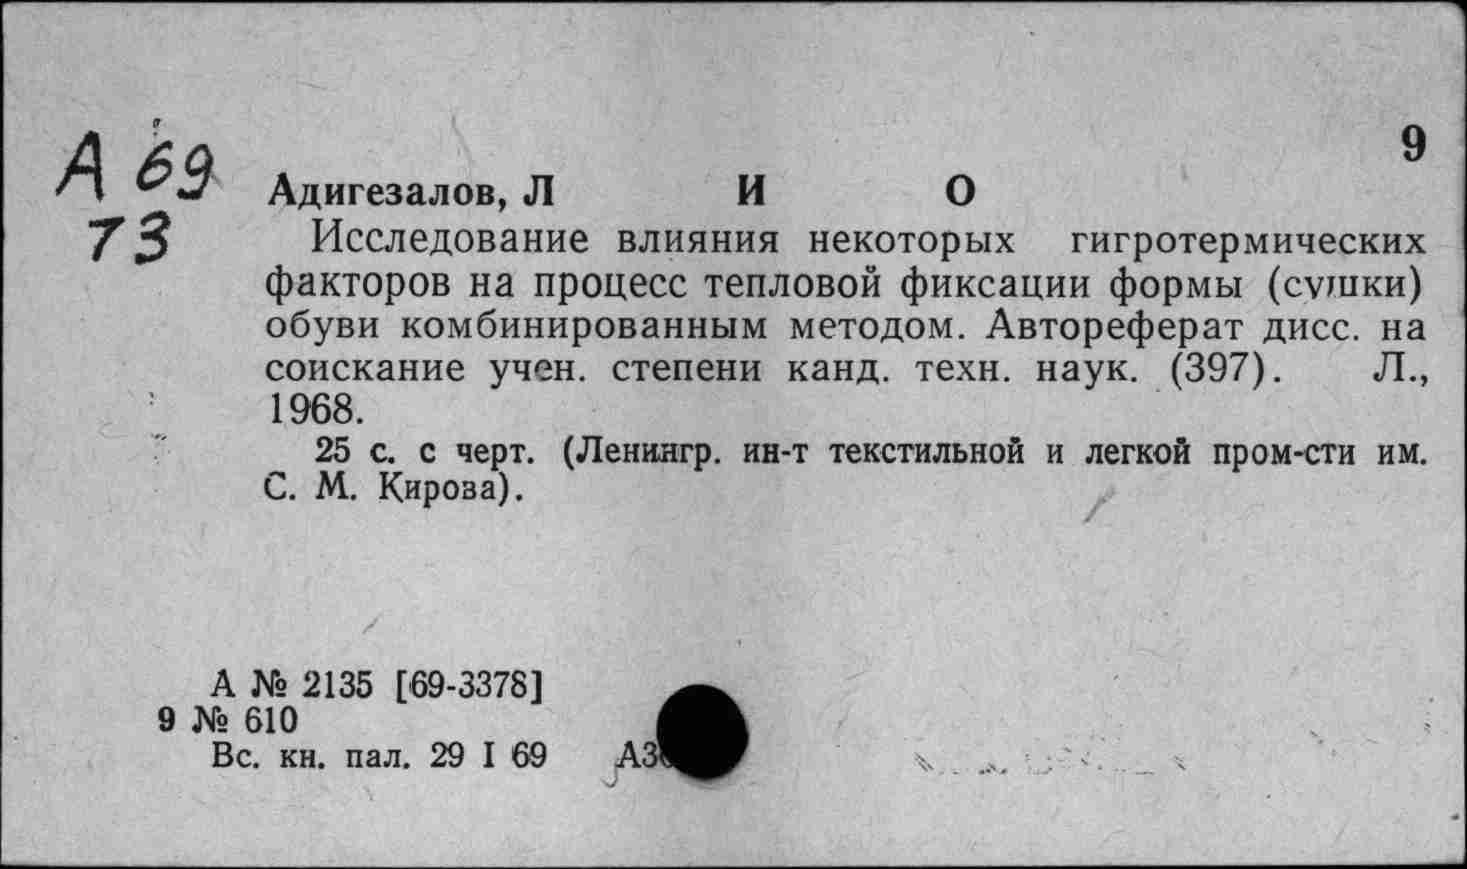 9
А 69
73
Адигезалов, Л И О
Исследование влияния некоторых гигротермических
факторов на процесс тепловой фиксации формы (сушки)
обуви комбинированным методом. Автореферат дисс. на
соискание учен. степени канд. техн. наук. (397). Л.,
1968.
25 с. с черт. (Ленингр. ин-т текстильной и легкой пром-сти им.
С. М. Кирова).
А № 2135 [69-3378]
9 № 610
Вс. кн. пал. 29 I 69